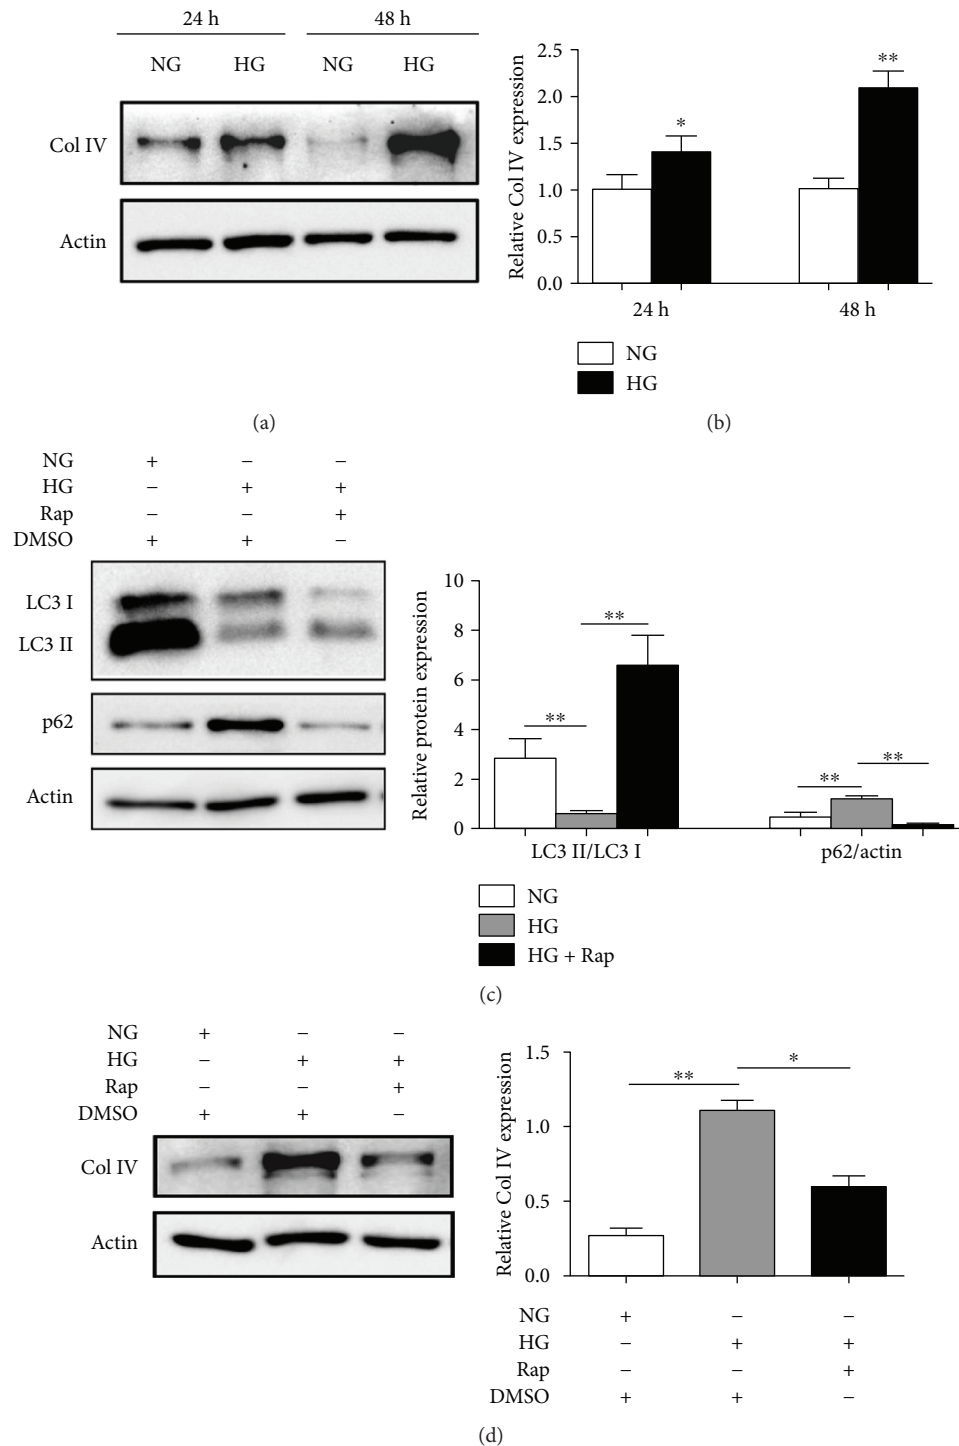 24 h 48 h
NG HG NG HG
Col IV
Actin
(a)
Relative Col IV expression
2.5
2.0
1.5
1.0
0.5
0.0
*
**
24 h 48 h
NG
HG
(b)
NG + − −
HG − + +
Rap − − +
DMSO + + −
LC3 I
LC3 II
p62
Actin
Relative protein expression
10
8
6
4
2
0
**
**
**
**
LC3 II/LC3 I p62/actin
NG
HG
HG + Rap
(c)
NG + − −
HG − + +
Rap − − +
DMSO + + −
Col IV
Actin
Relative Col IV expression
1.5
1.0
0.5
0.0
**
*
NG + − −
HG − + +
Rap − − +
DMSO + + −
(d)